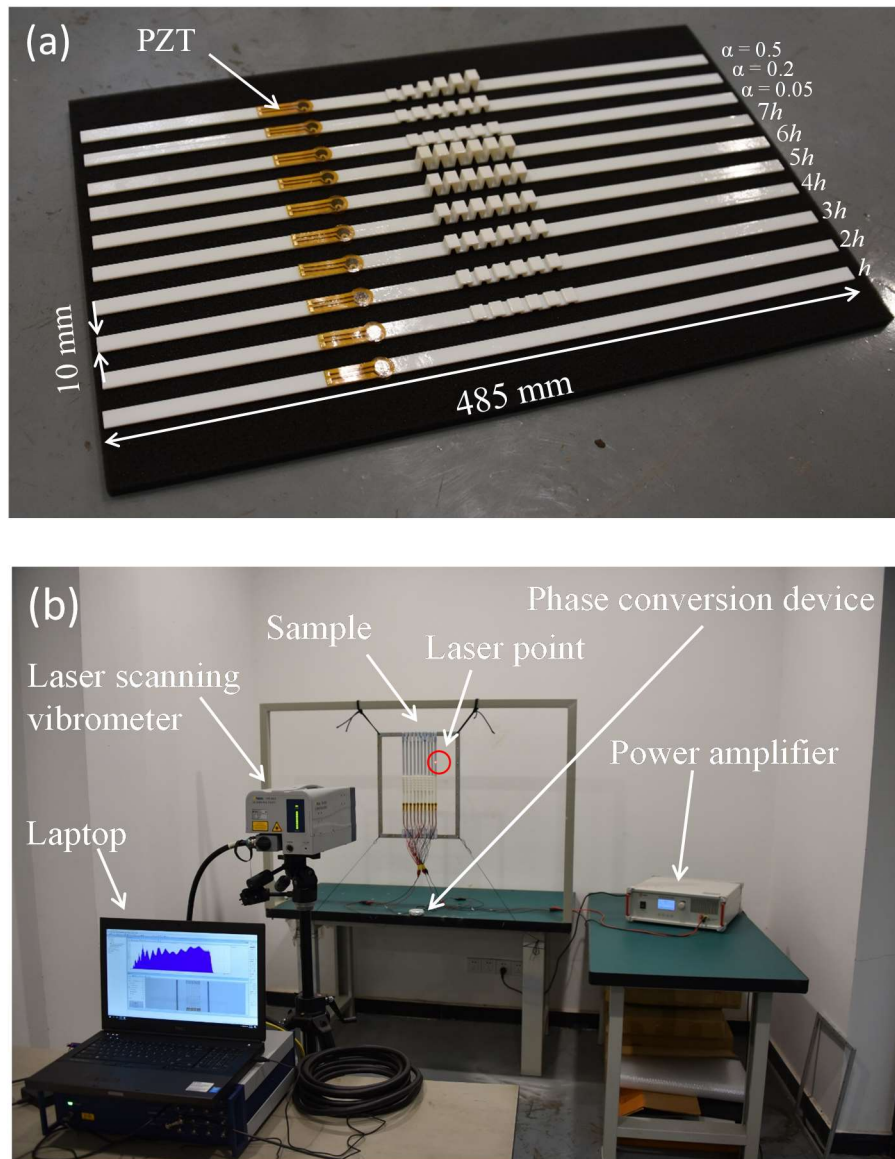 (a)
PZT
α = 0.5
α = 0.2
α = 0.05
7h
6h
5h
4h
3h
2h
h
10 mm
485 mm
(b)
Phase conversion device
Sample
Laser point
Laser scanning
vibrometer
Power amplifier
Laptop